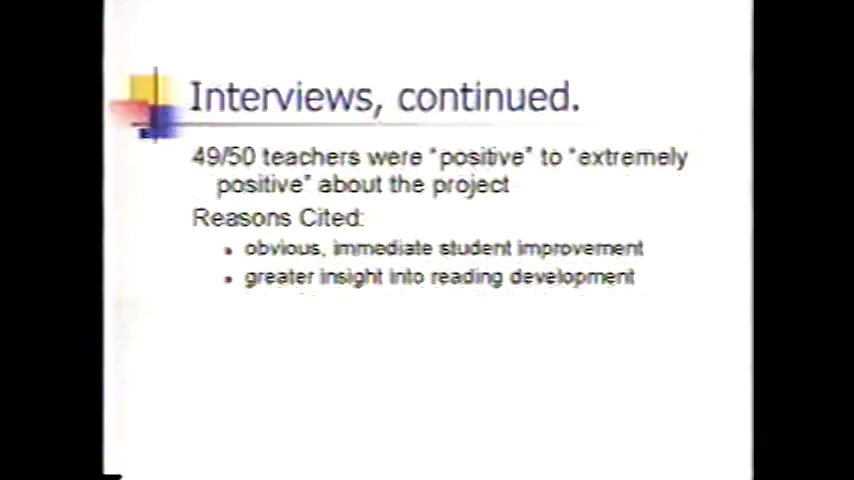 Interviews, continued.
49/50 teachers were "positive" to "extremely
positive" about the project
Reasons Cited:
obvious, immediate student improvement
greater insight into reading development